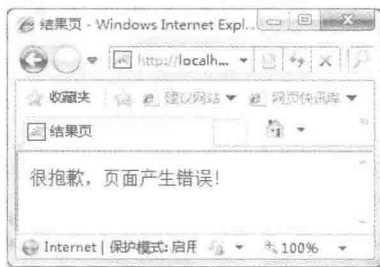 结果页 - Windows Internet Expl...
http://localh...
收藏夹 建议网站 网页快讯库
结果页
很抱歉，页面产生错误!
Internet | 保护模式: 启用 100%